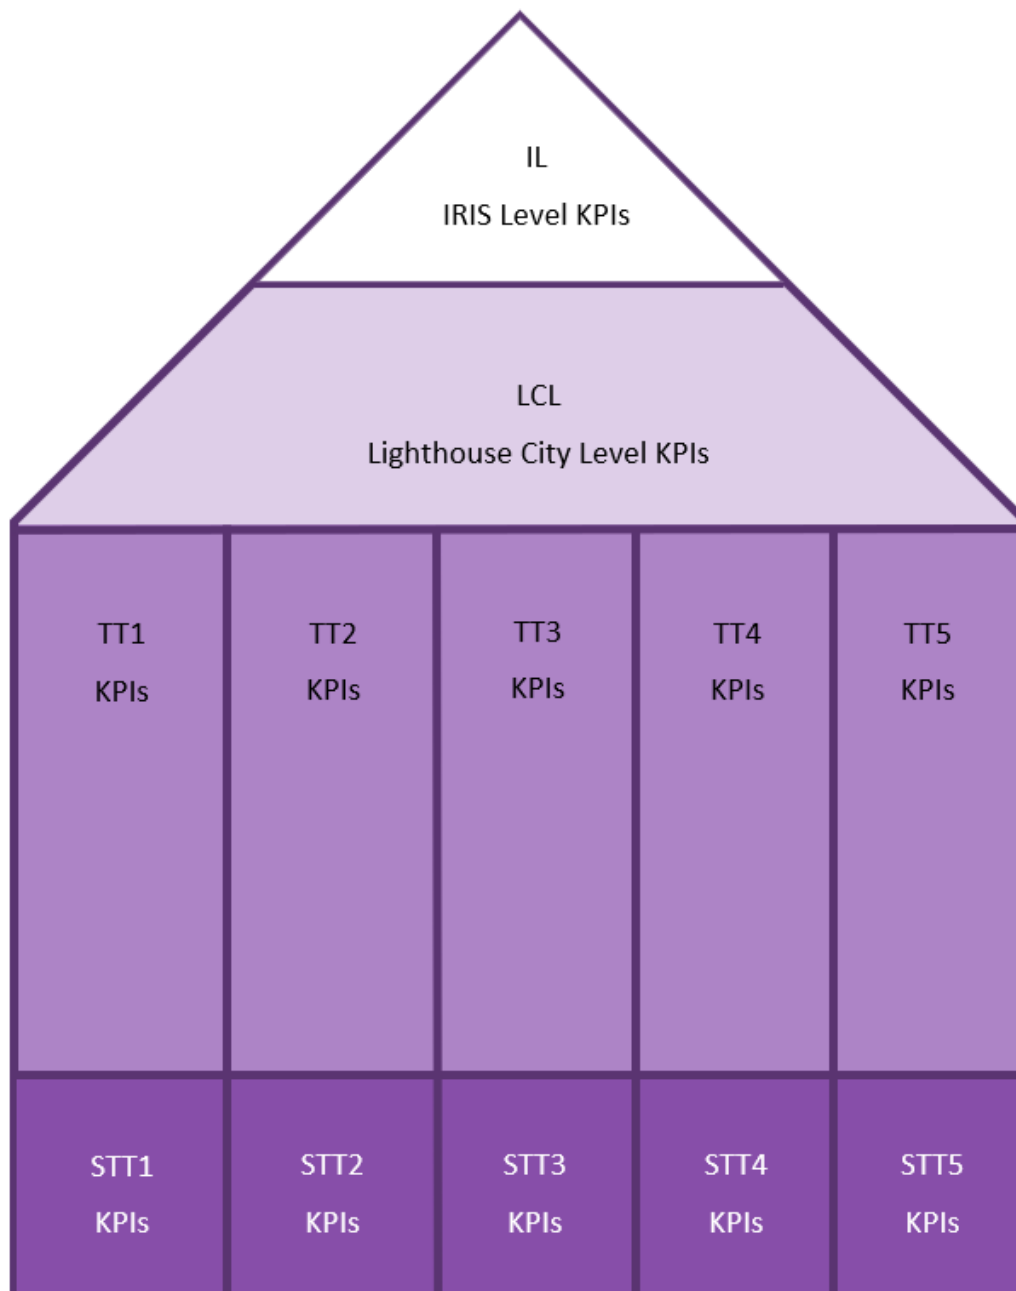 IL
IRIS Level KPIs
LCL
Lighthouse City Level KPIs
TT1
KPIs
TT2
KPIs
TT3
KPIs
TT4
KPIs
TT5
KPIs
STT1
KPIs
STT2
KPIs
STT3
KPIs
STT4
KPIs
STT5
KPIs